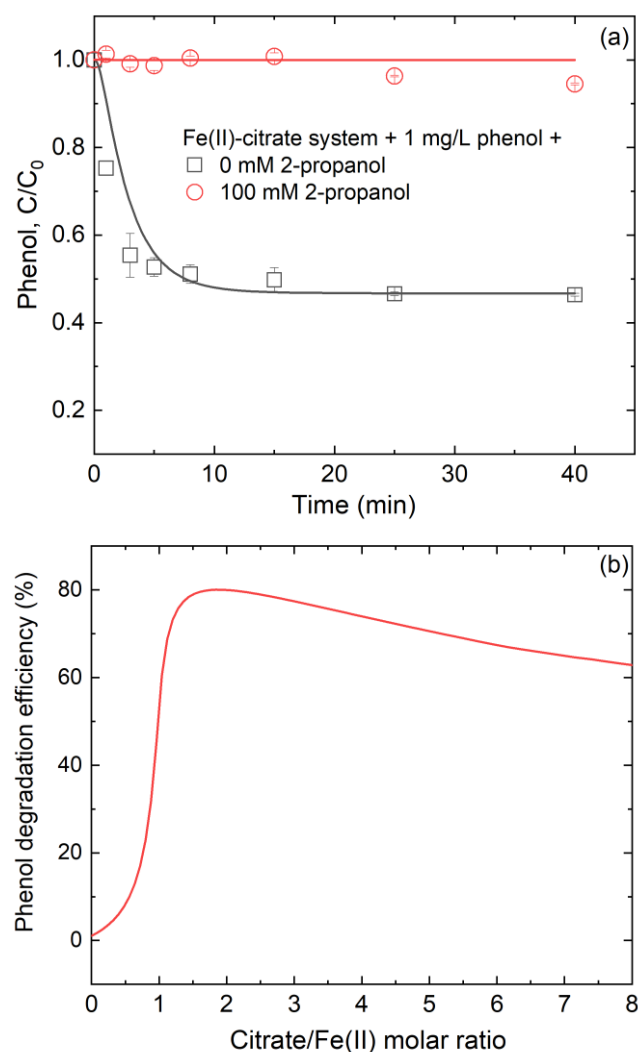 (a)
1.0
0.8
0.6
0.4
0.2
Phenol, C/C₀
Fe(II)-citrate system + 1 mg/L phenol +
0 mM 2-propanol
100 mM 2-propanol
0 10 20 30 40
Time (min)
(b)
80
60
40
20
0
Phenol degradation efficiency (%)
0 1 2 3 4 5 6 7 8
Citrate/Fe(II) molar ratio